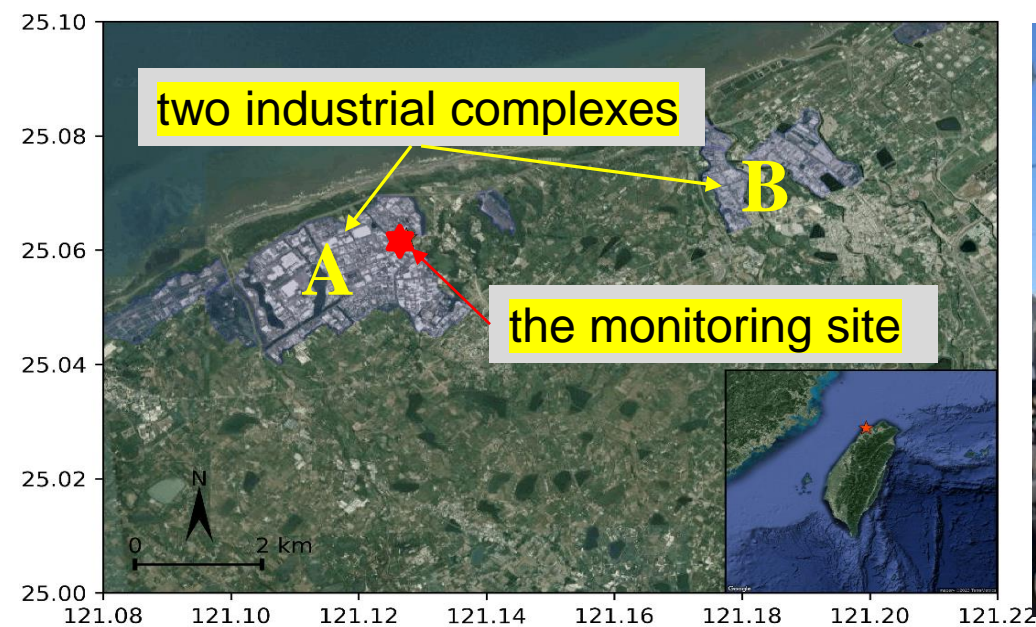 25.10
two industrial complexes
25.08
B
25.06
A
the monitoring site
25.04
25.02
N
0 2 km
Google
25.00
121.08 121.10 121.12 121.14 121.16 121.18 121.20 121.22